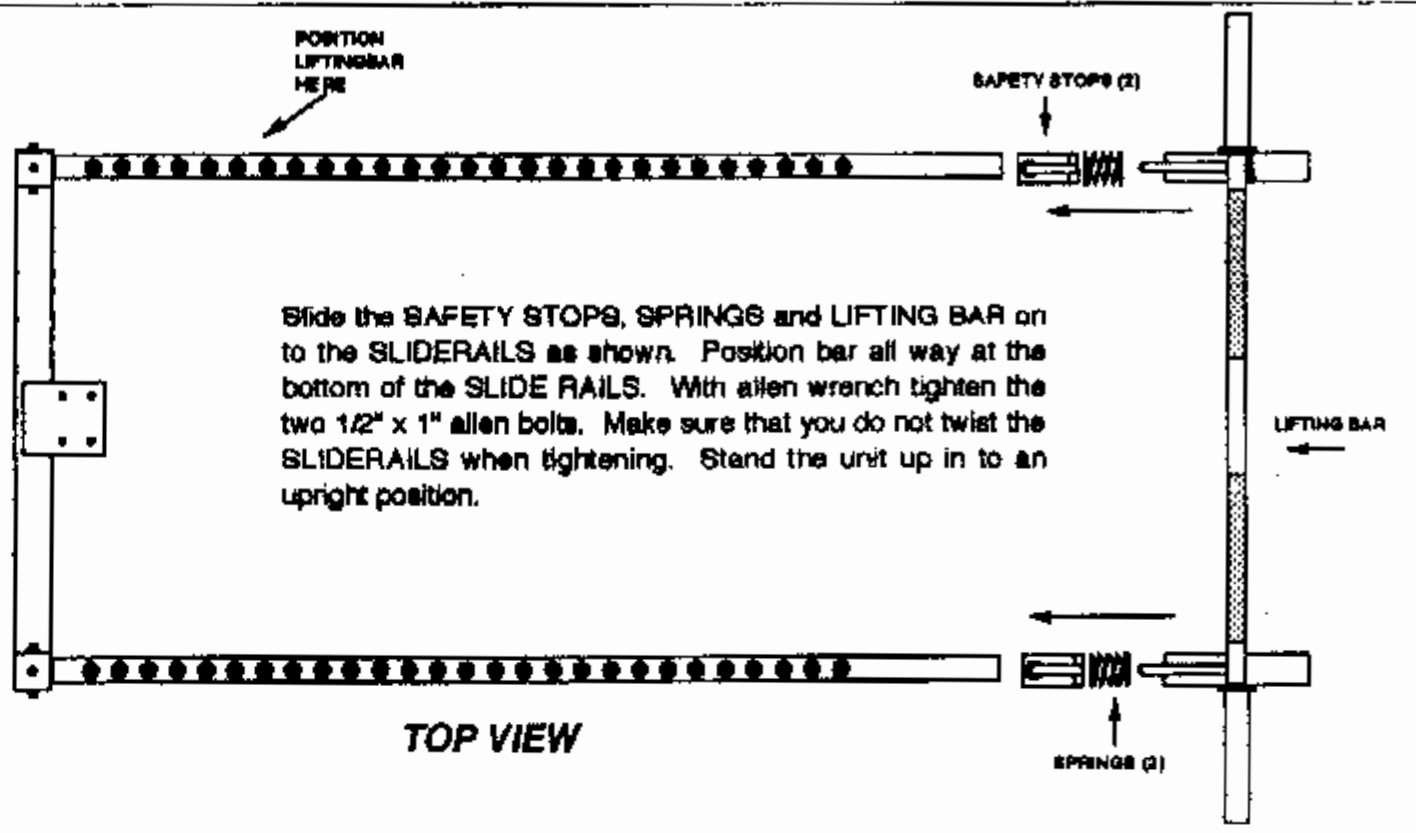 POSITION
LIFTINGBAR
HERE
SAFETY STOPS (2)
Slide the SAFETY STOPS, SPRINGS and LIFTING BAR on
to the SLIDERAILS as shown. Position bar all way at the
bottom of the SLIDE RAILS. With allen wrench tighten the
two 1/2" x 1" allen bolts. Make sure that you do not twist the
SLIDERAILS when tightening. Stand the unit up in to an
upright position.
LIFTING BAR
TOP VIEW
SPRINGS (2)